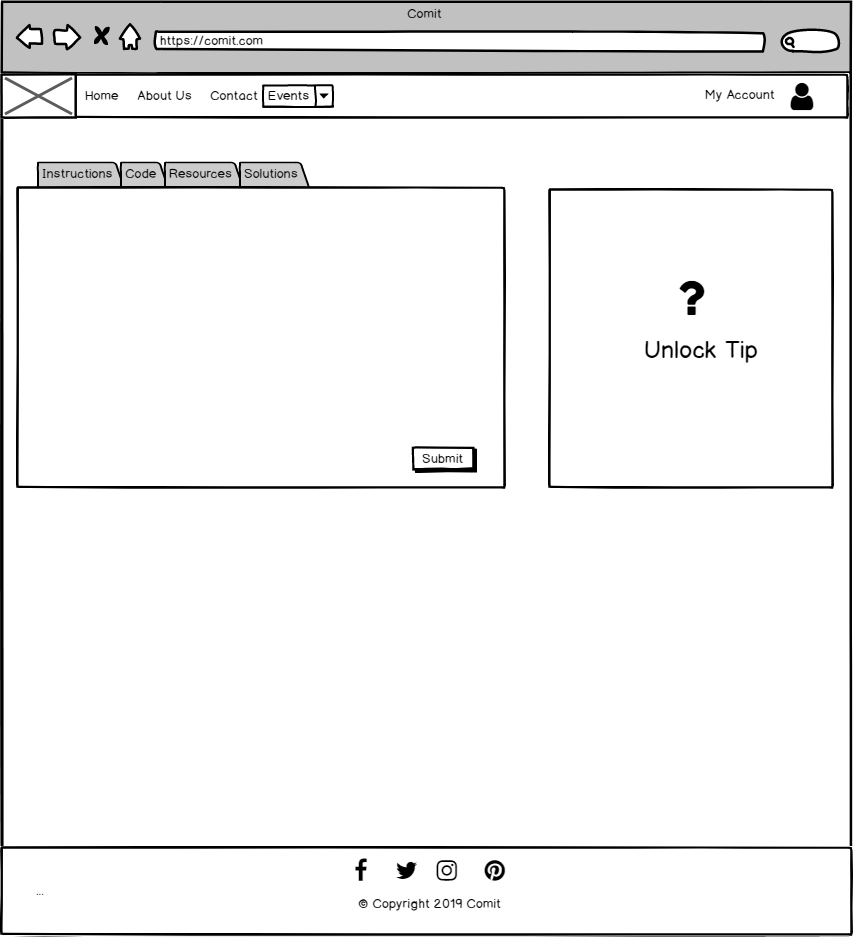 Comit
https://comit.com
Home About Us Contact Events My Account
Instructions Code Resources Solutions
?
Unlock Tip
Submit
...
© Copyright 2019 Comit